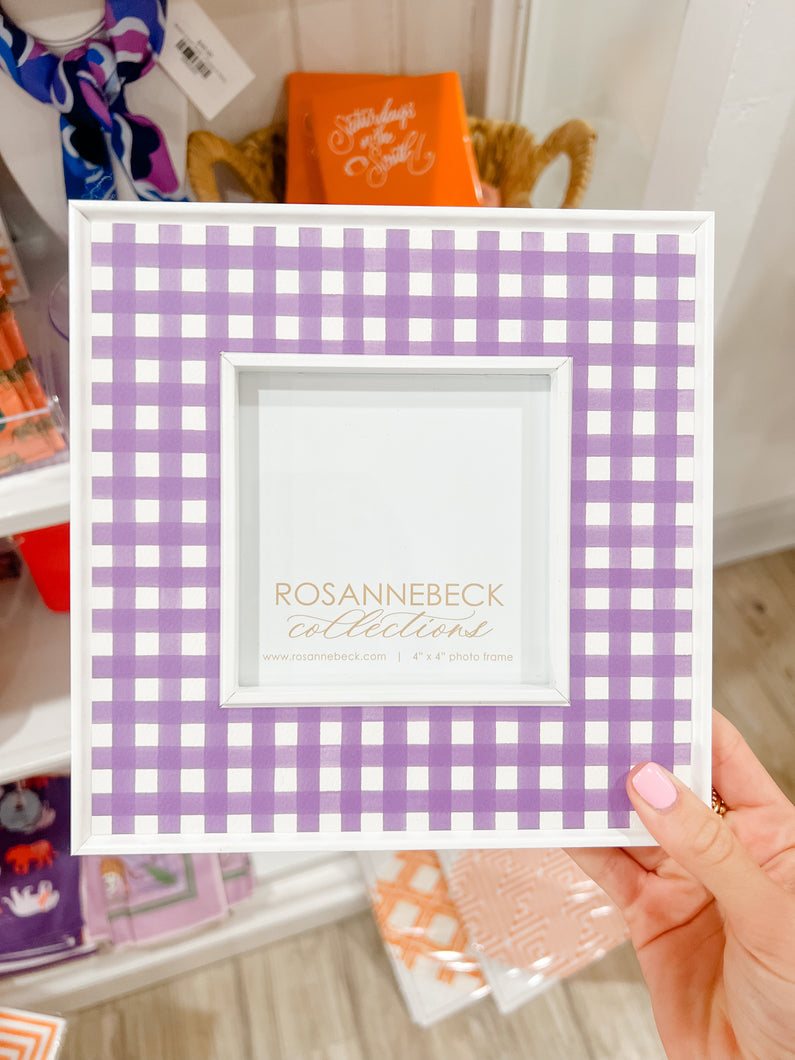 Saturdays
in the
South
ROSANNEBECK
collections
www.rosannebeck.com | 4" x 4" photo frame